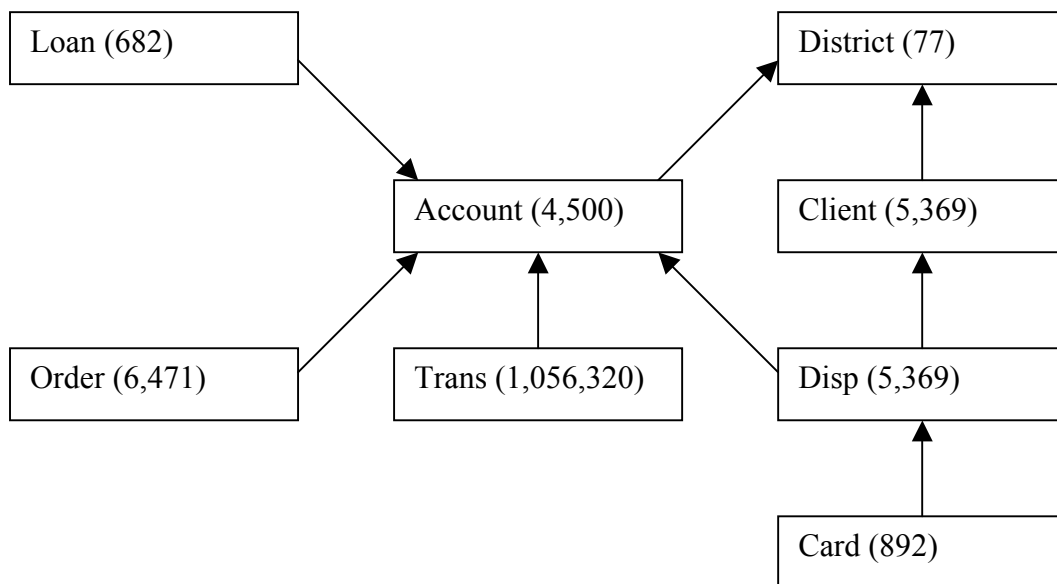 Loan (682)
District (77)
Account (4,500)
Client (5,369)
Order (6,471)
Trans (1,056,320)
Disp (5,369)
Card (892)